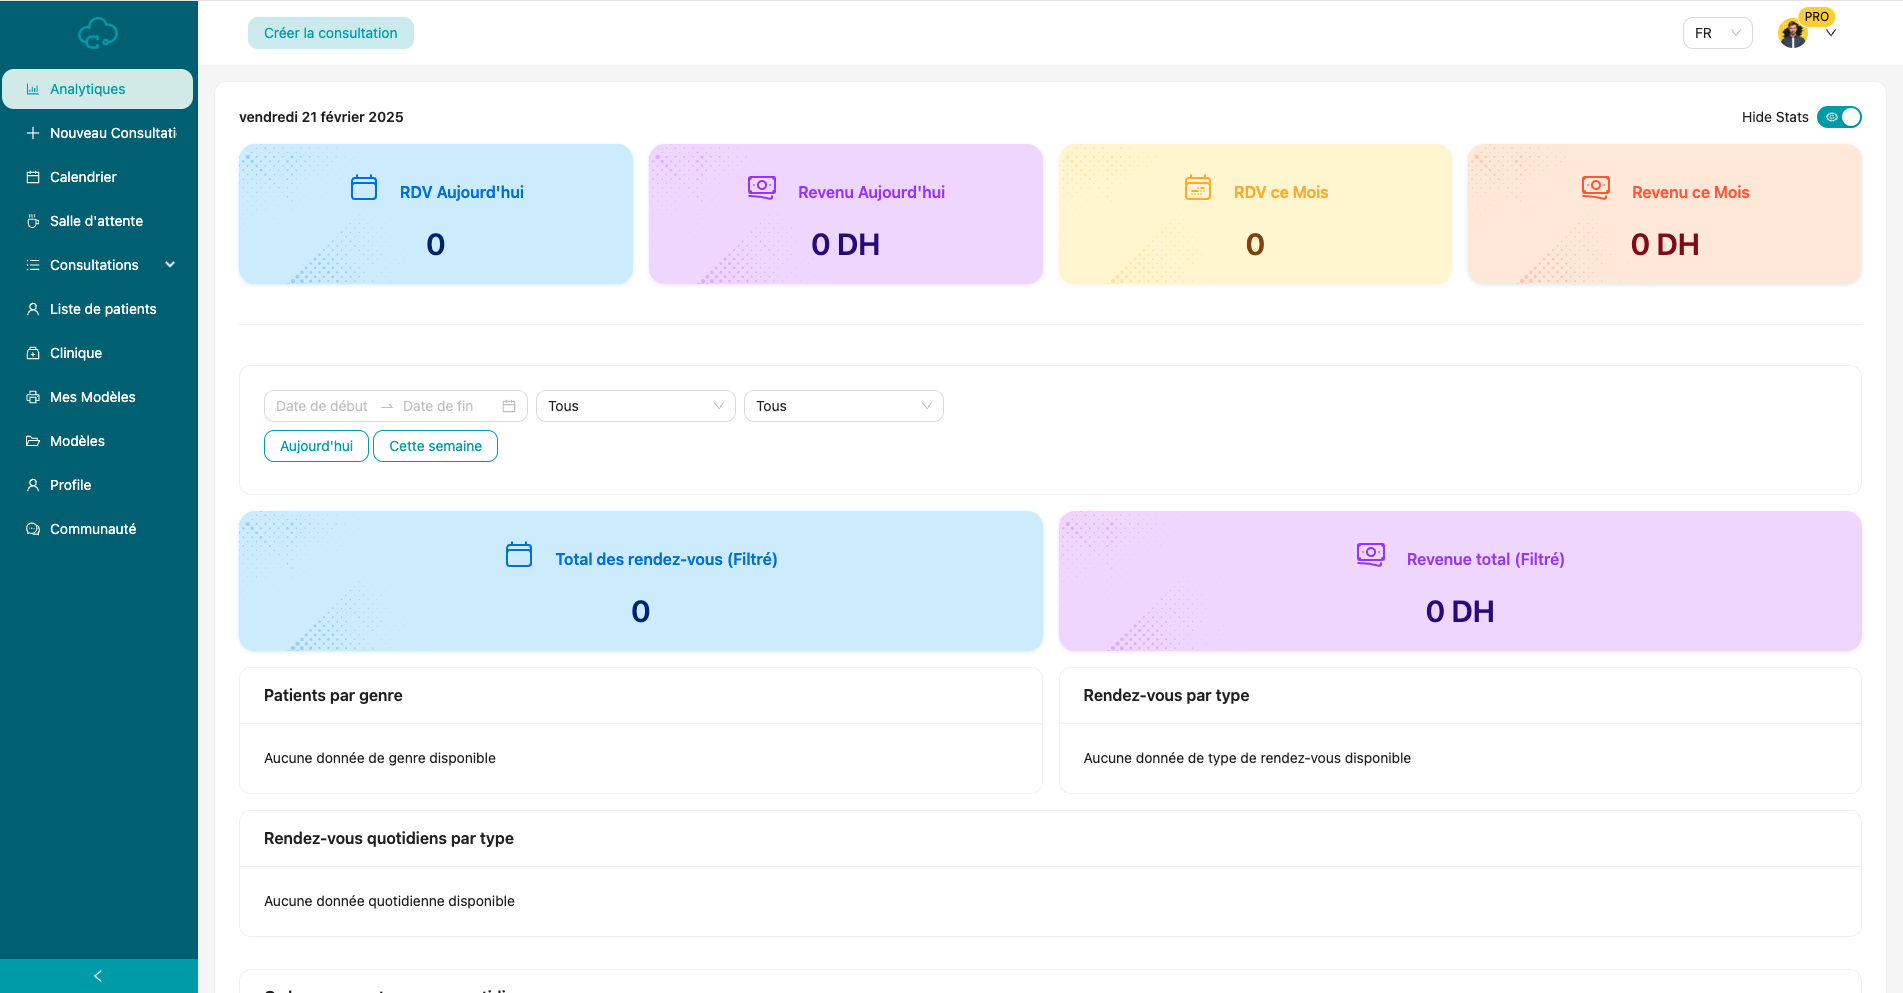 Créer la consultation
FR
PRO
Analytiques
Nouveau Consultati
Calendrier
Salle d'attente
Consultations
Liste de patients
Clinique
Mes Modèles
Modèles
Profile
Communauté
vendredi 21 février 2025
Hide Stats
RDV Aujourd'hui
0
Revenu Aujourd'hui
0 DH
RDV ce Mois
0
Revenu ce Mois
0 DH
Date de début
Date de fin
Tous
Tous
Aujourd'hui
Cette semaine
Total des rendez-vous (Filtré)
0
Revenue total (Filtré)
0 DH
Patients par genre
Aucune donnée de genre disponible
Rendez-vous par type
Aucune donnée de type de rendez-vous disponible
Rendez-vous quotidiens par type
Aucune donnée quotidienne disponible